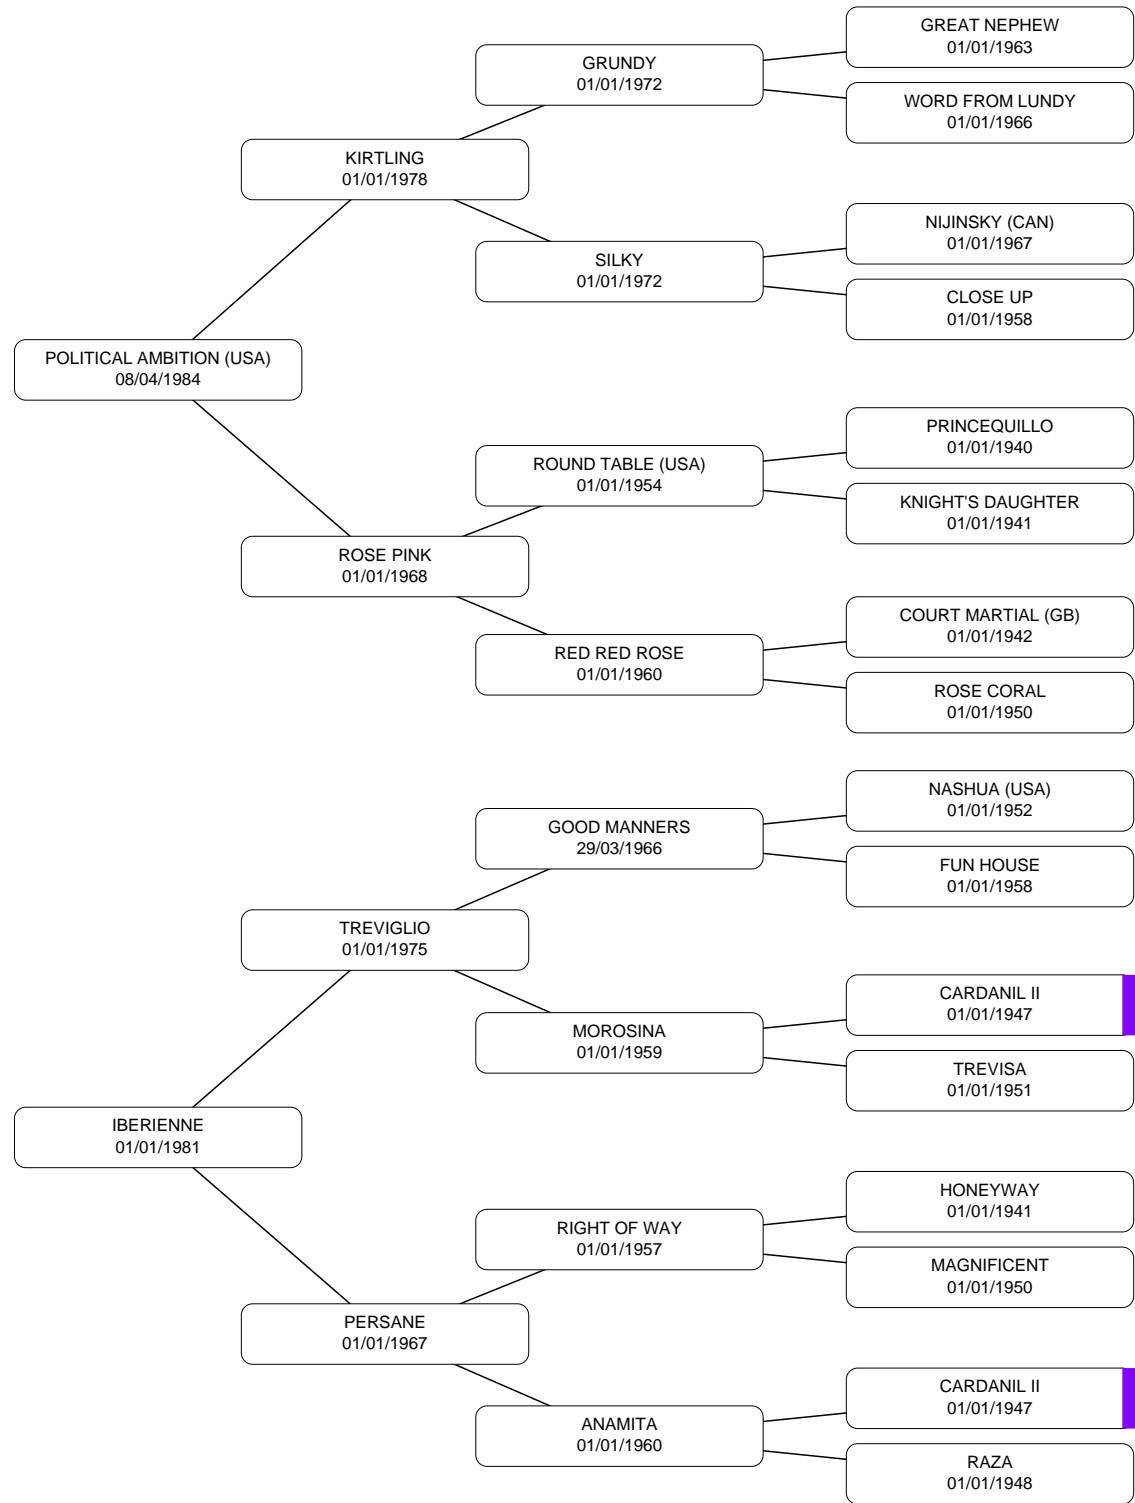 GREAT NEPHEW
01/01/1963
GRUNDY
01/01/1972
WORD FROM LUNDY
01/01/1966
KIRTLING
01/01/1978
NIJINSKY (CAN)
01/01/1967
SILKY
01/01/1972
CLOSE UP
01/01/1958
POLITICAL AMBITION (USA)
08/04/1984
PRINCEQUILLO
01/01/1940
ROUND TABLE (USA)
01/01/1954
KNIGHT'S DAUGHTER
01/01/1941
ROSE PINK
01/01/1968
COURT MARTIAL (GB)
01/01/1942
RED RED ROSE
01/01/1960
ROSE CORAL
01/01/1950
NASHUA (USA)
01/01/1952
GOOD MANNERS
29/03/1966
FUN HOUSE
01/01/1958
TREVIGLIO
01/01/1975
CARDANIL II
01/01/1947
MOROSINA
01/01/1959
TREVISA
01/01/1951
IBERIENNE
01/01/1981
HONEYWAY
01/01/1941
RIGHT OF WAY
01/01/1957
MAGNIFICENT
01/01/1950
PERSANE
01/01/1967
CARDANIL II
01/01/1947
ANAMITA
01/01/1960
RAZA
01/01/1948